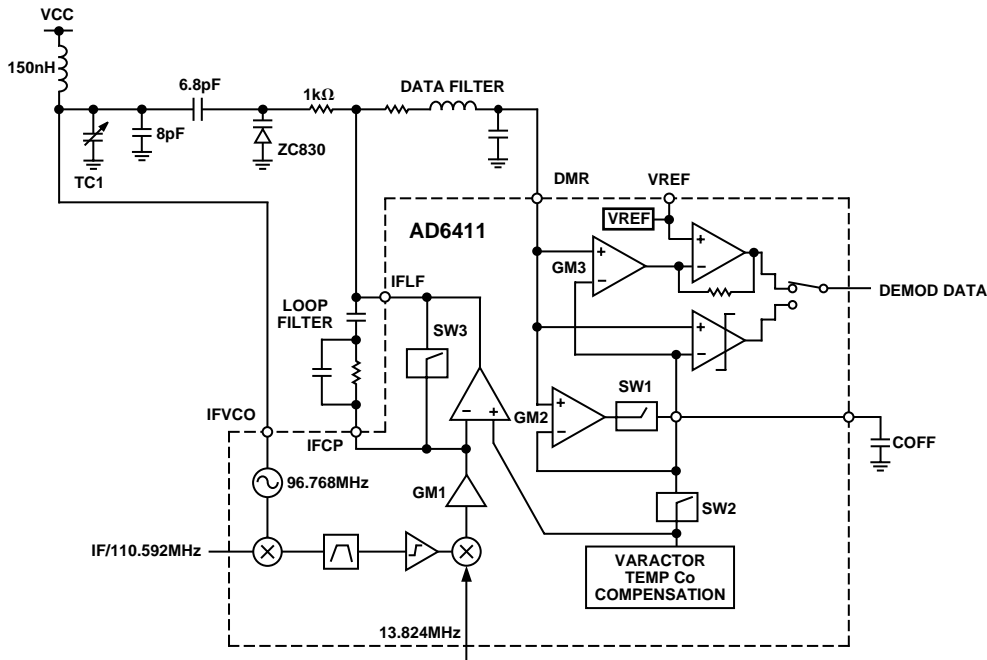 VCC
150nH
6.8pF
1kΩ
DATA FILTER
8pF
ZC830
TC1
DMR
VREF
VREF
AD6411
GM3
IFLF
DEMOD DATA
LOOP
FILTER
SW3
SW1
GM2
IFVCO
IFCP
COFF
96.768MHz
GM1
SW2
IF/110.592MHz
VARACTOR
TEMP Co
COMPENSATION
13.824MHz